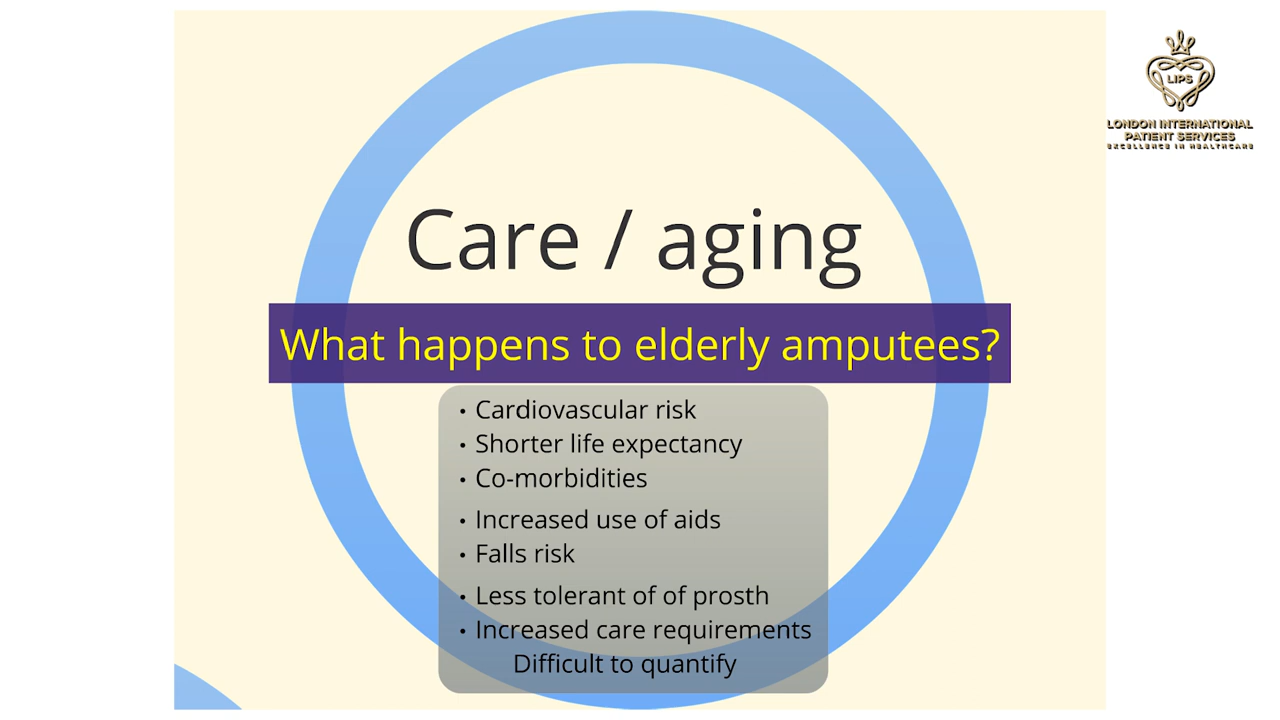 LIPS
LONDON INTERNATIONAL
PATIENT SERVICES
EXCELLENCE IN HEALTHCARE
Care / aging
What happens to elderly amputees?
• Cardiovascular risk
• Shorter life expectancy
• Co-morbidities
• Increased use of aids
• Falls risk
• Less tolerant of of prosth
• Increased care requirements
Difficult to quantify